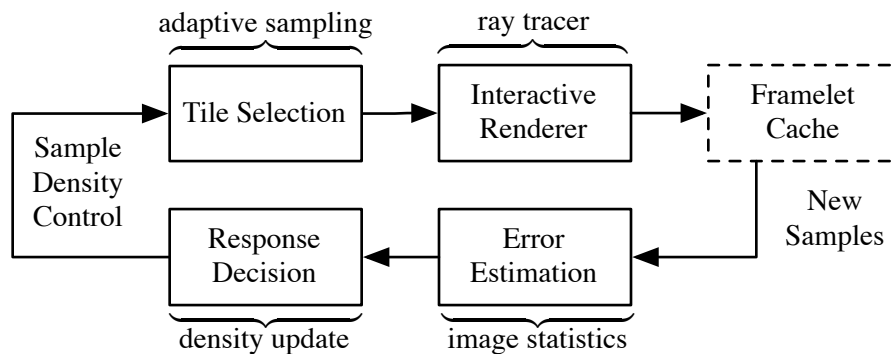 adaptive sampling
ray tracer
Tile Selection
Interactive
Renderer
Framelet
Cache
Sample
Density
Control
New
Samples
Response
Decision
Error
Estimation
density update
image statistics